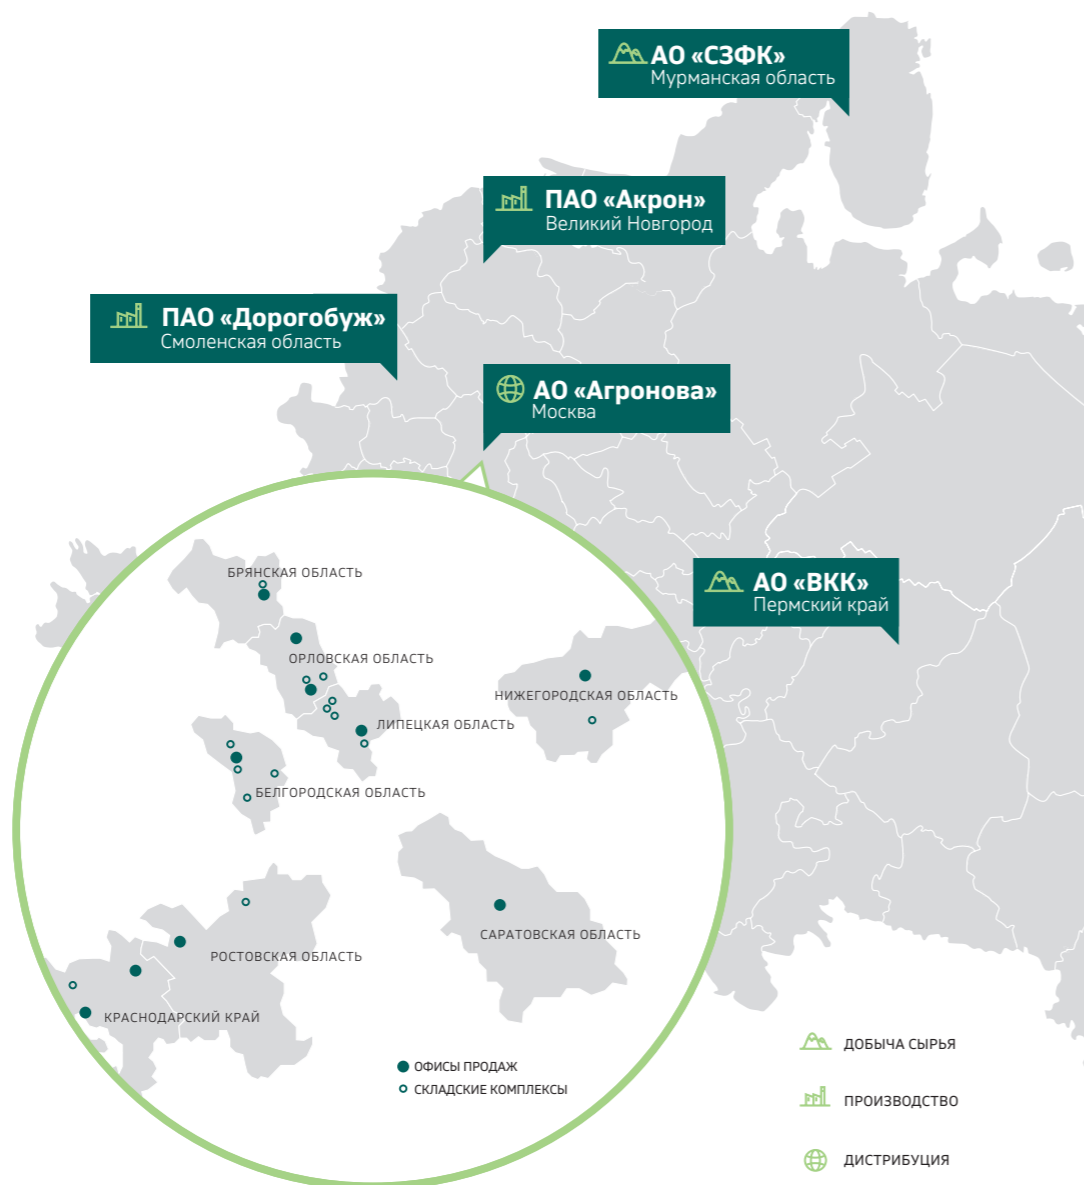 АО «СЗФК»
Мурманская область
ПАО «Акрон»
Великий Новгород
ПАО «Дорогобуж»
Смоленская область
АО «Агронова»
Москва
АО «ВКК»
Пермский край
БРЯНСКАЯ ОБЛАСТЬ
ОРЛОВСКАЯ ОБЛАСТЬ
НИЖЕГОРОДСКАЯ ОБЛАСТЬ
ЛИПЕЦКАЯ ОБЛАСТЬ
БЕЛГОРОДСКАЯ ОБЛАСТЬ
САРАТОВСКАЯ ОБЛАСТЬ
РОСТОВСКАЯ ОБЛАСТЬ
КРАСНОДАРСКИЙ КРАЙ
ОФИСЫ ПРОДАЖ
СКЛАДСКИЕ КОМПЛЕКСЫ
ДОБЫЧА СЫРЬЯ
ПРОИЗВОДСТВО
ДИСТРИБУЦИЯ